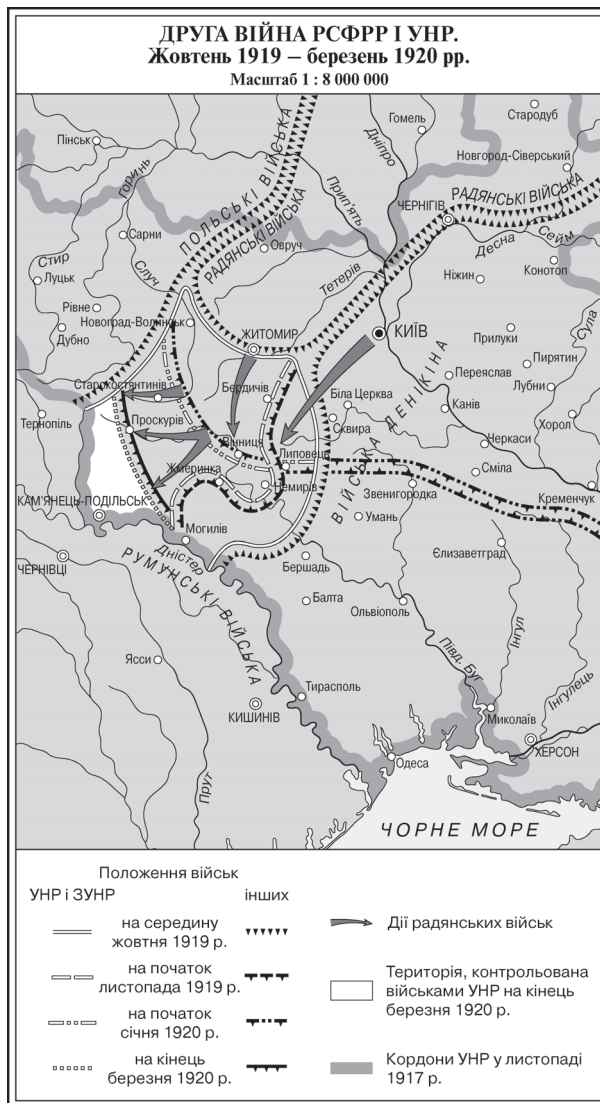 ДРУГА ВІЙНА РСФРР І УНР.
Жовтень 1919 – березень 1920 рр.
Масштаб 1 : 8 000 000
Гомель
Стародуб
Дніпро
Пінськ
Новгород-Сіверський
Горинь
ПОЛЬСЬКІ ВІЙСЬКА
РАДЯНСЬКІ ВІЙСЬКА
Прип'ять
РАДЯНСЬКІ ВІЙСЬКА
ЧЕРНІГІВ
Сарни
Овруч
Десна
Сейм
Стир
Случ
Тетерів
Конотоп
Луцьк
Ніжин
Рівне
Новоград-Волинськ
Сула
Дубно
ЖИТОМИР
КИЇВ
Прилуки
Пирятин
Старокостянтинів
Бердичів
Переяслав
Лубни
Біла Церква
Канів
Тернопіль
Проскурів
Сквира
Хорол
Вінниця
Липовець
ВІЙСЬКА ДЕНІКІНА
Черкаси
Жмеринка
Сміла
Немирів
Звенигородка
Кременчук
КАМ'ЯНЕЦЬ-ПОДІЛЬСЬК
Умань
Могилів
Єлизаветград
Дністер
ЧЕРНІВЦІ
Бершадь
РУМУНСЬКІ ВІЙСЬКА
Балта
Ольвіополь
Півд. Буг
Інгул
Інгулець
Ясси
Тирасполь
КИШИНІВ
Миколаїв
ХЕРСОН
Одеса
Прут
ЧОРНЕ МОРЕ
Положення військ
УНР і ЗУНР
інших
на середину
жовтня 1919 р.
на початок
листопада 1919 р.
на початок
січня 1920 р.
на кінець
березня 1920 р.
Дії радянських військ
Територія, контрольована
військами УНР на кінець
березня 1920 р.
Кордони УНР у листопаді
1917 р.